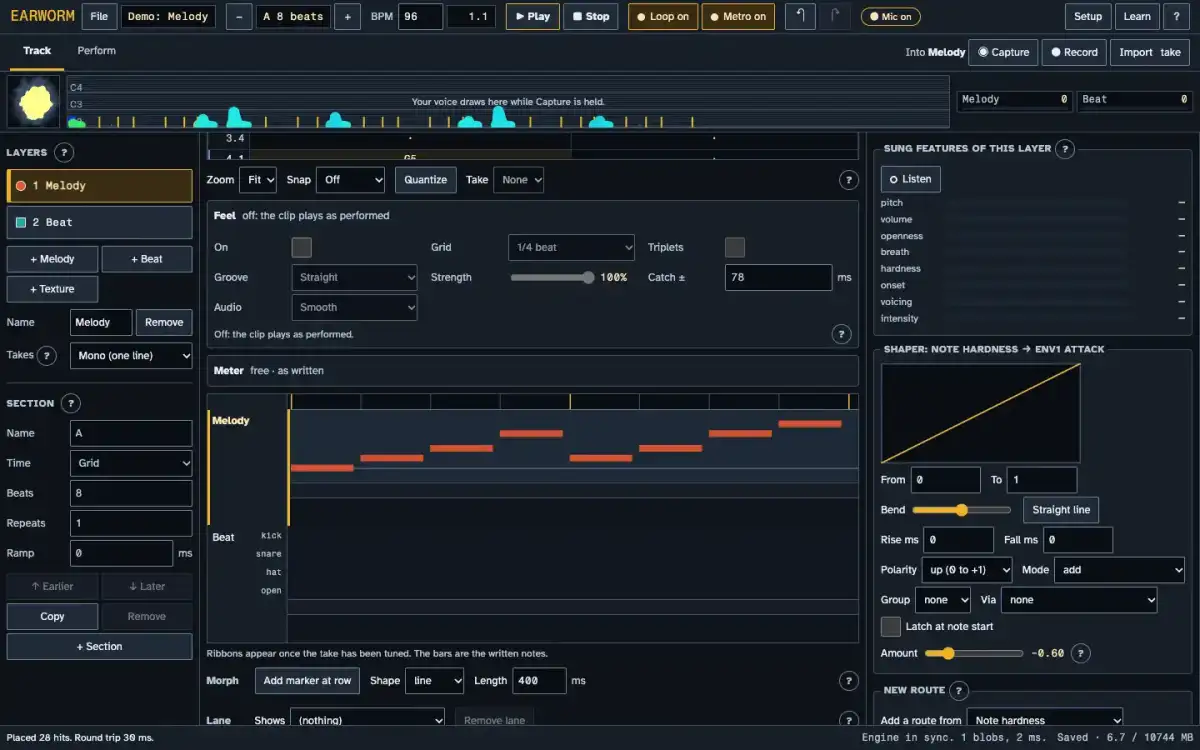 EARWORM File Demo: Melody − A 8 beats + BPM 96 1.1 Play Stop Loop on Metro on Mic on Setup Learn ?
Track Perform Into Melody Capture Record Import take
C4
C3
Your voice draws here while Capture is held.
Melody 0 Beat 0
LAYERS ?
1 Melody
2 Beat
+ Melody + Beat
+ Texture
Name Melody Remove
Takes ? Mono (one line)
SECTION ?
Name A
Time Grid
Beats 8
Repeats 1
Ramp 0 ms
↑ Earlier ↓ Later
Copy Remove
+ Section
3.4 . .
4.1 G5 .
Zoom Fit Snap Off Quantize Take None ?
Feel off: the clip plays as performed
On Grid 1/4 beat Triplets
Groove Straight Strength 100% Catch ± 78 ms
Audio Smooth
Off: the clip plays as performed. ?
Meter free · as written
Melody
Beat kick
snare
hat
open
Ribbons appear once the take has been tuned. The bars are the written notes.
Morph Add marker at row Shape line Length 400 ms ?
Lane Shows (nothing) Remove lane ?
SUNG FEATURES OF THIS LAYER ?
Listen
pitch –
volume –
openness –
breath –
hardness –
onset –
voicing –
intensity –
SHAPER: NOTE HARDNESS → ENV1 ATTACK
From 0 To 1
Bend Straight line
Rise ms 0 Fall ms 0
Polarity up (0 to +1) Mode add
Group none Via none
Latch at note start
Amount -0.60 ?
NEW ROUTE ?
Add a route from Note hardness
Placed 28 hits. Round trip 30 ms. Engine in sync. 1 blobs, 2 ms. Saved · 6.7 / 10744 MB